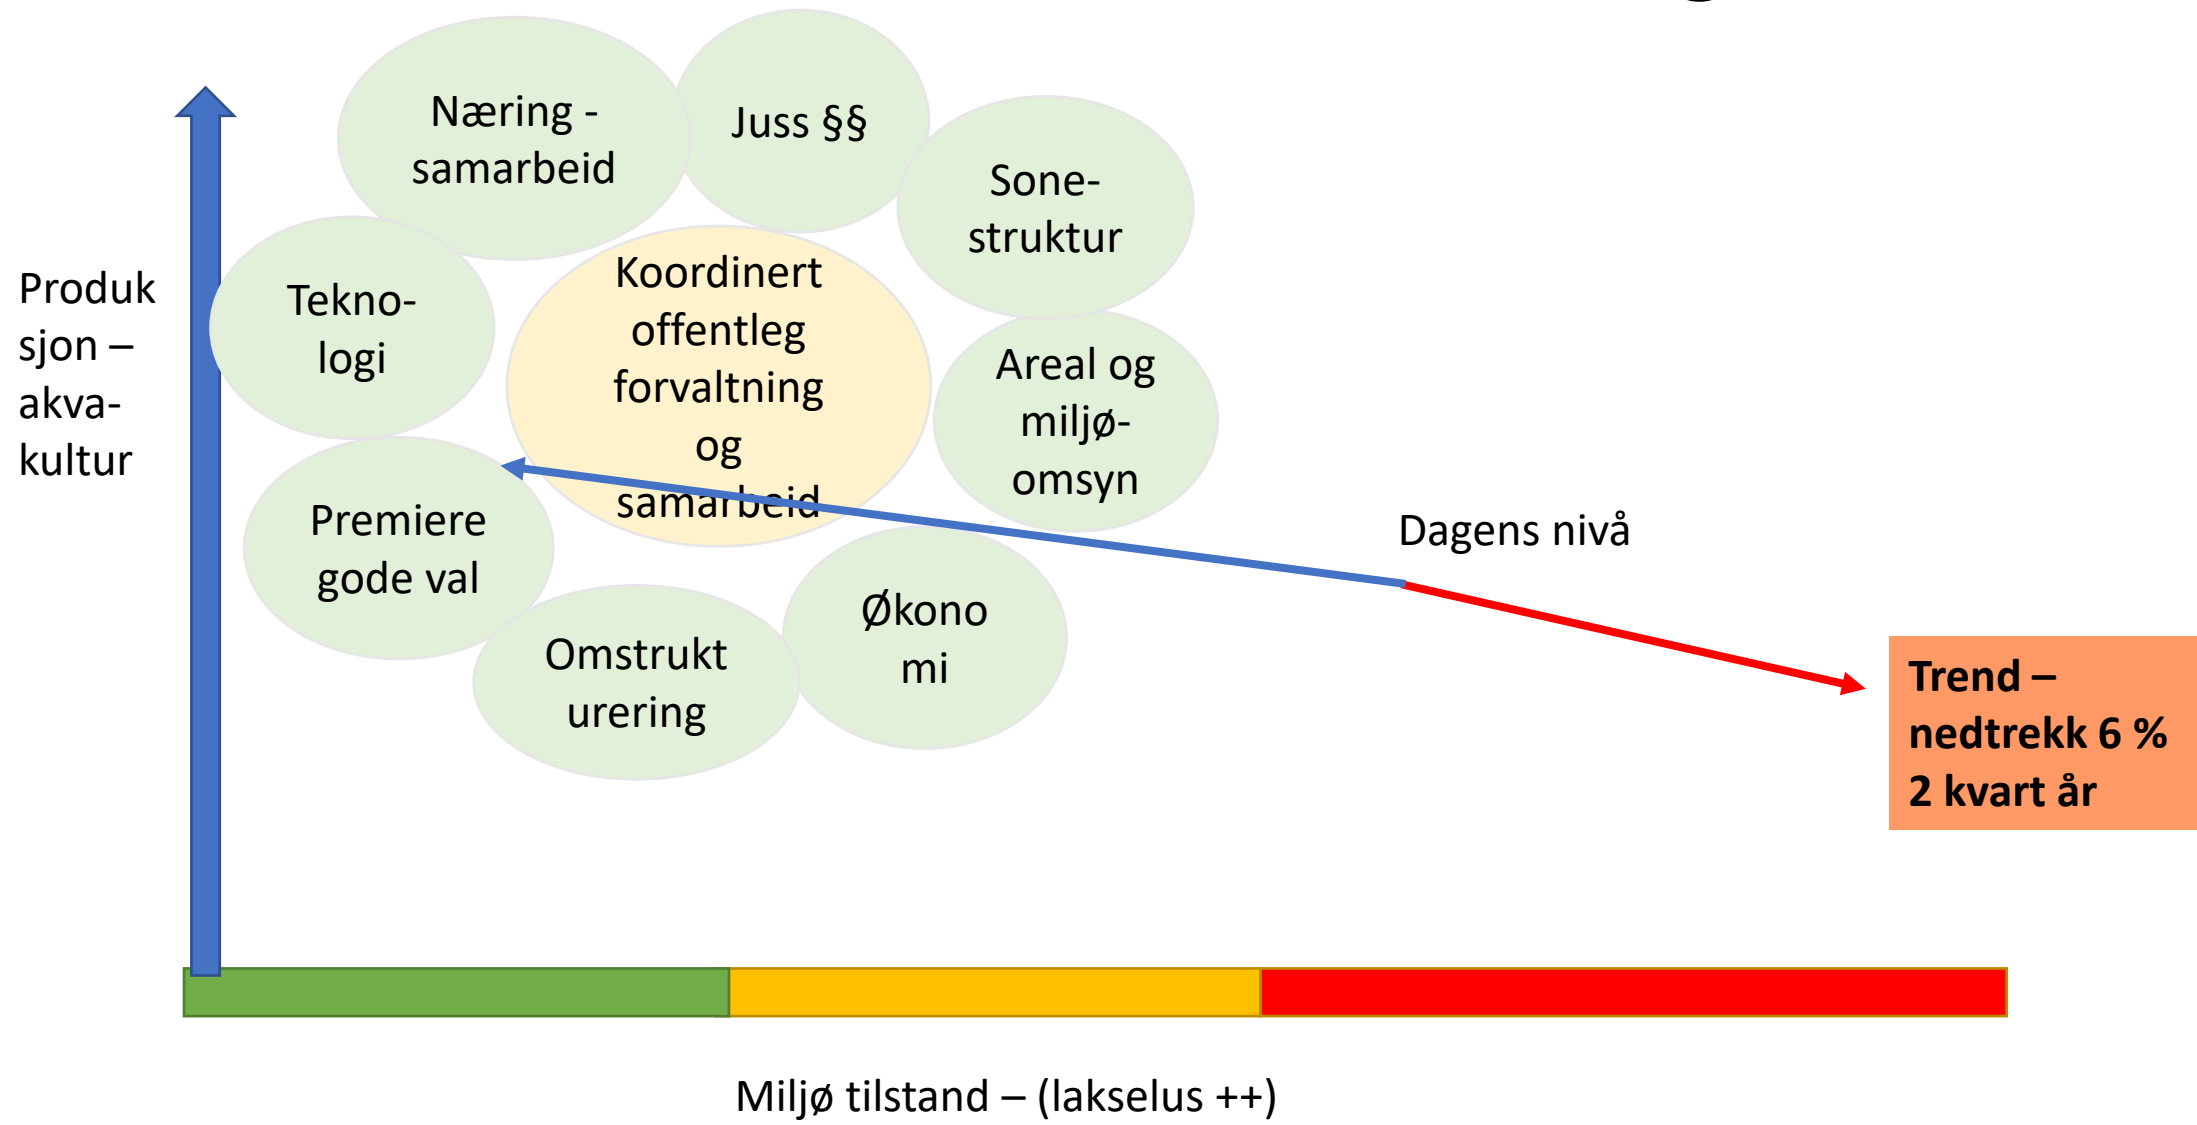 Næring -
samarbeid
Juss §§
Sone-
struktur
Produk
sjon –
akva-
kultur
Tekno-
logi
Koordinert
offentleg
forvaltning
og
samarbeid
Areal og
miljø-
omsyn
Premiere
gode val
Dagens nivå
Omstrukt
urering
Økono
mi
Trend –
nedtrekk 6 %
2 kvart år
Miljø tilstand – (lakselus ++)